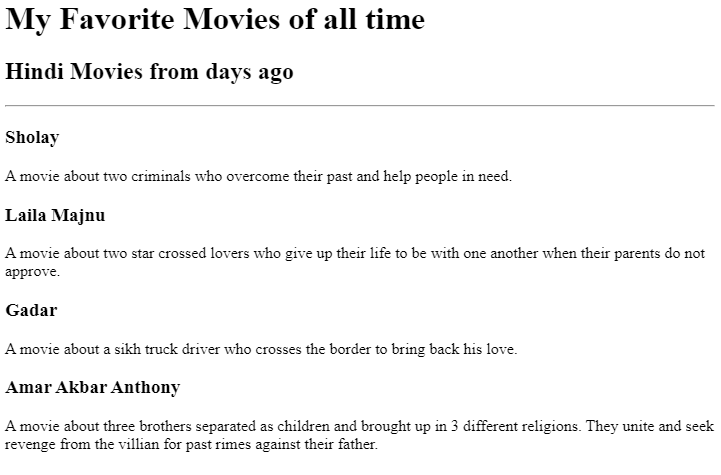 My Favorite Movies of all time
Hindi Movies from days ago
Sholay
A movie about two criminals who overcome their past and help people in need.
Laila Majnu
A movie about two star crossed lovers who give up their life to be with one another when their parents do not
approve.
Gadar
A movie about a sikh truck driver who crosses the border to bring back his love.
Amar Akbar Anthony
A movie about three brothers separated as children and brought up in 3 different religions. They unite and seek
revenge from the villian for past rimes against their father.